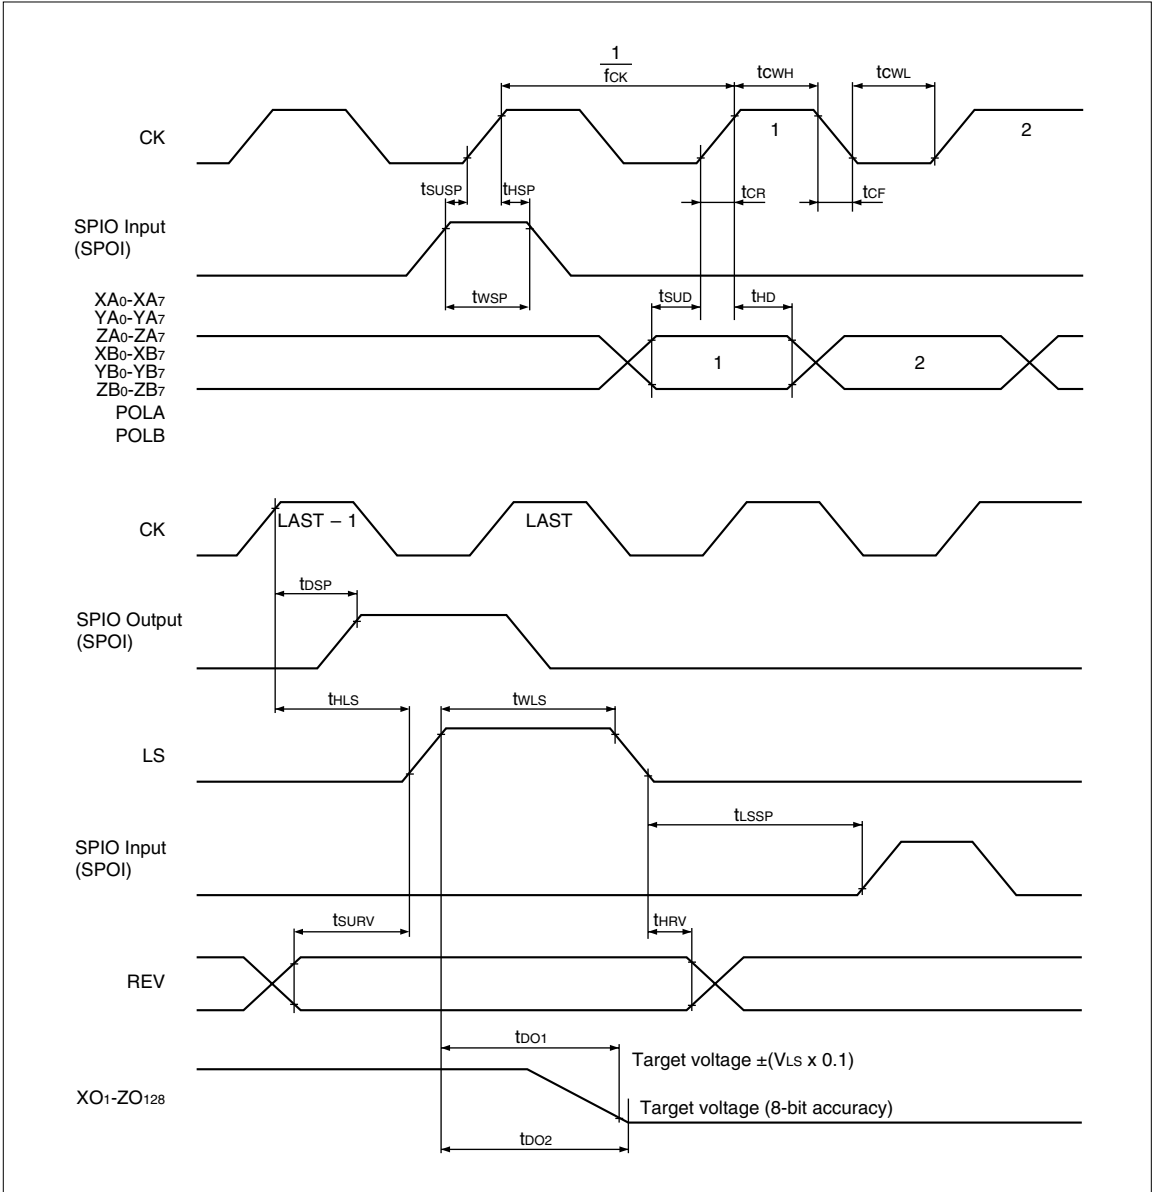 1
fCK
tCWH
tCWL
CK
1
2
tSUSP
tHSP
tCR
tCF
SPIO Input
(SPOI)
tWSP
tSUD
tHD
XA0-XA7
YA0-YA7
ZA0-ZA7
XB0-XB7
YB0-YB7
ZB0-ZB7
POLA
POLB
1
2
CK
LAST – 1
LAST
tDSP
SPIO Output
(SPOI)
tHLS
tWLS
LS
tLSSP
SPIO Input
(SPOI)
tSURV
tHRV
REV
tDO1
Target voltage ±(VLS x 0.1)
XO1-ZO128
Target voltage (8-bit accuracy)
tDO2